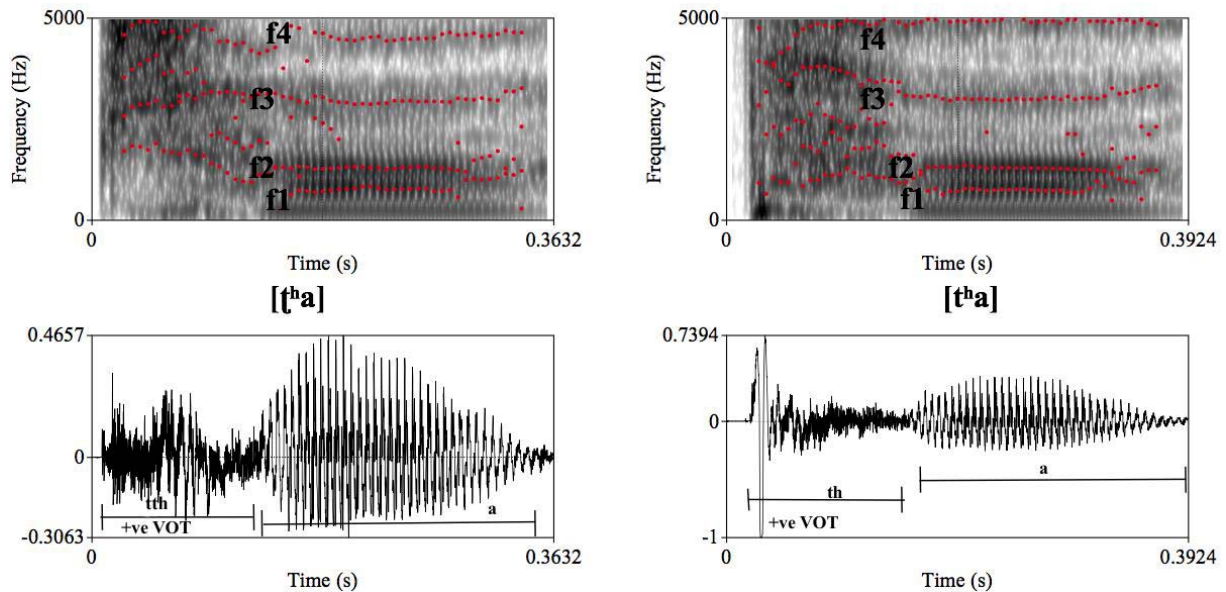 5000
Frequency (Hz)
f4
f3
f2
f1
0
0
0.3632
Time (s)
[ʈʰa]
5000
Frequency (Hz)
f4
f3
f2
f1
0
0
0.3924
Time (s)
[tʰa]
0.4657
0
-0.3063
tth
+ve VOT
a
0
0.3632
Time (s)
0.7394
0
-1
th
+ve VOT
a
0
0.3924
Time (s)